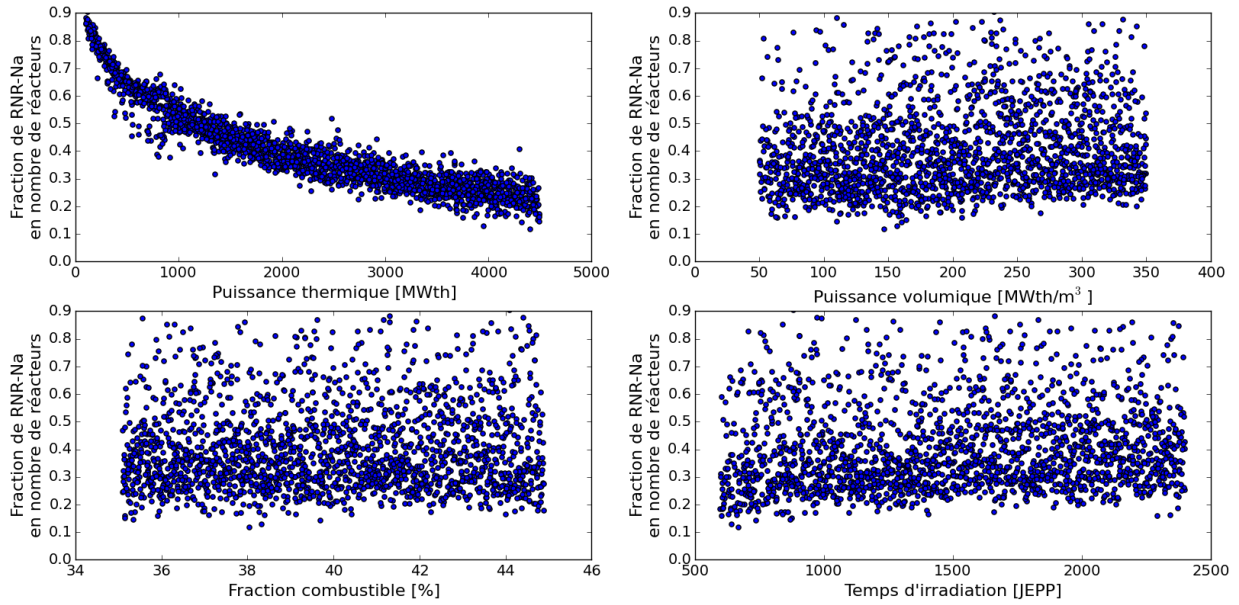 0.9
0.8
0.7
0.6
0.5
0.4
0.3
0.2
0.1
0.0
Fraction de RNR-Na
en nombre de réacteurs
0 1000 2000 3000 4000 5000
Puissance thermique [MWth]
0.9
0.8
0.7
0.6
0.5
0.4
0.3
0.2
0.1
0.0
Fraction de RNR-Na
en nombre de réacteurs
0 50 100 150 200 250 300 350 400
Puissance volumique [MWth/m³ ]
0.9
0.8
0.7
0.6
0.5
0.4
0.3
0.2
0.1
0.0
Fraction de RNR-Na
en nombre de réacteurs
34 36 38 40 42 44 46
Fraction combustible [%]
0.9
0.8
0.7
0.6
0.5
0.4
0.3
0.2
0.1
0.0
Fraction de RNR-Na
en nombre de réacteurs
500 1000 1500 2000 2500
Temps d'irradiation [JEPP]